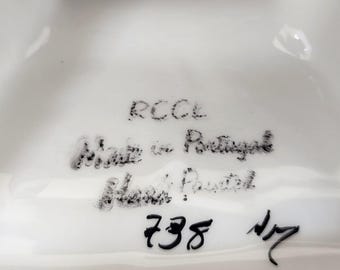 RCCL
Made in Portugal
Hand Painted
738